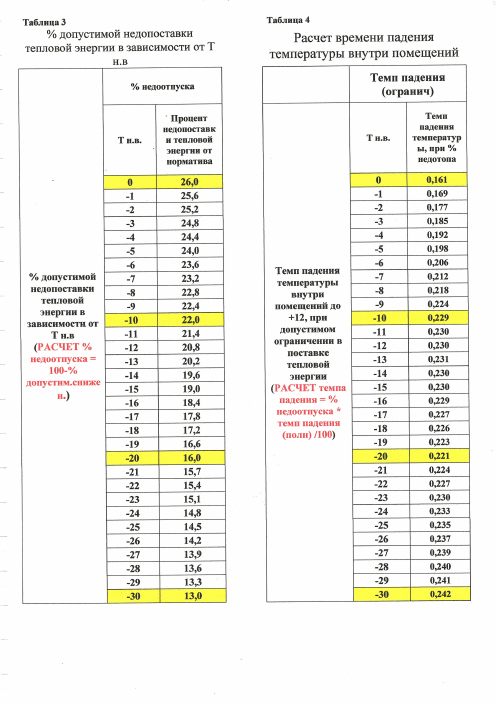 Таблица 3
% допустимой недопоставки
тепловой энергии в зависимости от Т
н.в
% недоотпуска
Т н.в.
Процент
недопоставк
и тепловой
энергии от
норматива
% допустимой
недопоставки
тепловой
энергии в
зависимости от
Т н.в
(РАСЧЕТ %
недоотпуска =
100-%
допустим.сниже
н.)
0 26,0
-1 25,6
-2 25,2
-3 24,8
-4 24,4
-5 24,0
-6 23,6
-7 23,2
-8 22,8
-9 22,4
-10 22,0
-11 21,4
-12 20,8
-13 20,2
-14 19,6
-15 19,0
-16 18,4
-17 17,8
-18 17,2
-19 16,6
-20 16,0
-21 15,7
-22 15,4
-23 15,1
-24 14,8
-25 14,5
-26 14,2
-27 13,9
-28 13,6
-29 13,3
-30 13,0
Таблица 4
Расчет времени падения
температуры внутри помещений
Темп падения
(огранич)
Т н.в.
Темп
падения
температур
ы, при %
недотопа
Темп падения
температуры
внутри
помещений до
+12, при
допустимом
ограничении в
поставке
тепловой
энергии
(РАСЧЕТ темпа
падения = %
недоотпуска *
темп падения
(полн) /100)
0 0,161
-1 0,169
-2 0,177
-3 0,185
-4 0,192
-5 0,198
-6 0,206
-7 0,212
-8 0,218
-9 0,224
-10 0,229
-11 0,230
-12 0,230
-13 0,231
-14 0,230
-15 0,230
-16 0,229
-17 0,227
-18 0,226
-19 0,223
-20 0,221
-21 0,224
-22 0,227
-23 0,230
-24 0,233
-25 0,235
-26 0,237
-27 0,239
-28 0,240
-29 0,241
-30 0,242